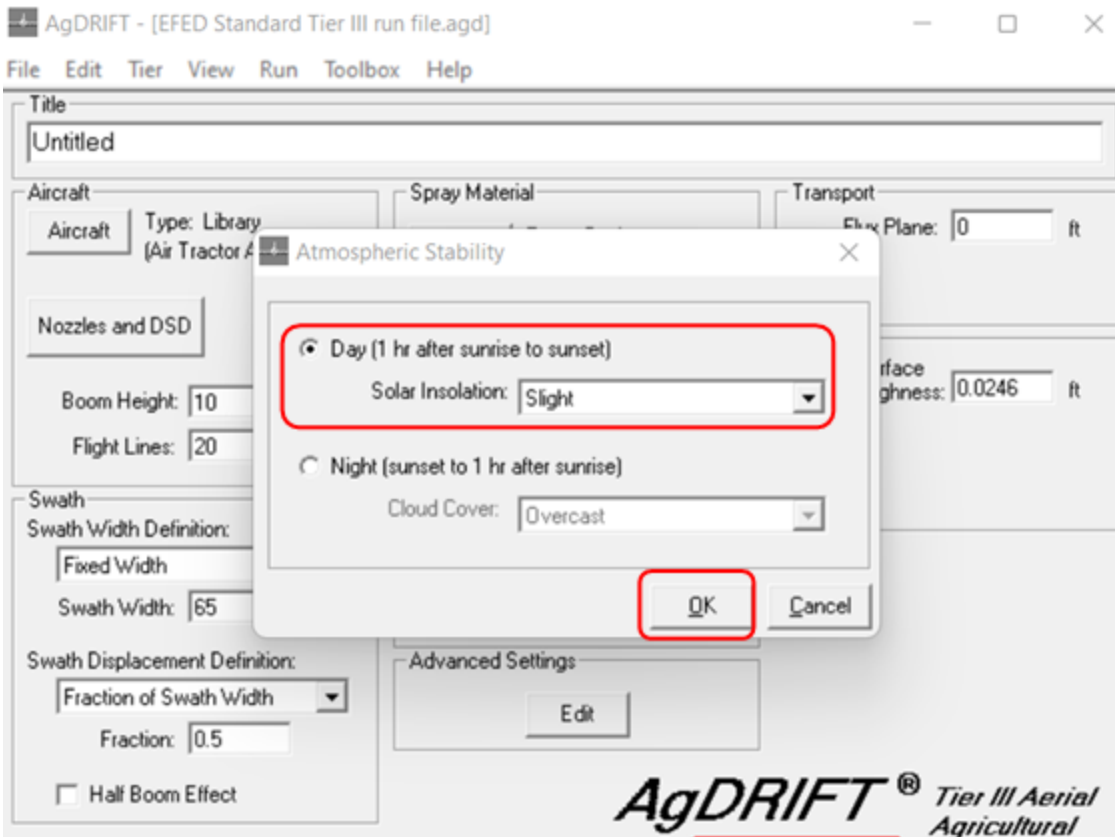 AgDRIFT - [EFED Standard Tier III run file.agd]
File Edit Tier View Run Toolbox Help
Title
Untitled
Aircraft
Aircraft
Type: Library
(Air Tractor A
Nozzles and DSD
Boom Height: 10
Flight Lines: 20
Spray Material
Transport
Flux Plane: 0 ft
Atmospheric Stability
Day (1 hr after sunrise to sunset)
Solar Insolation: Slight
Night (sunset to 1 hr after sunrise)
Cloud Cover: Overcast
OK Cancel
rface
ghness: 0.0246 ft
Swath
Swath Width Definition:
Fixed Width
Swath Width: 65
Swath Displacement Definition:
Fraction of Swath Width
Fraction: 0.5
Half Boom Effect
Advanced Settings
Edit
AgDRIFT® Tier III Aerial
Agricultural